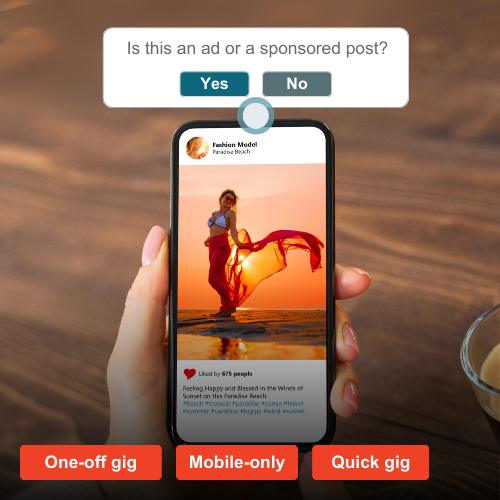 Is this an ad or a sponsored post?
Yes No
Fashion Model
Paradise Beach
Liked by 675 people
Feeling Happy and Blessed in the Winds of
Sunset on this Paradise Beach.
#beach #tropical #paradise #ocean #travel
#summer #vacation #happy #wind #sunset
One-off gig Mobile-only Quick gig